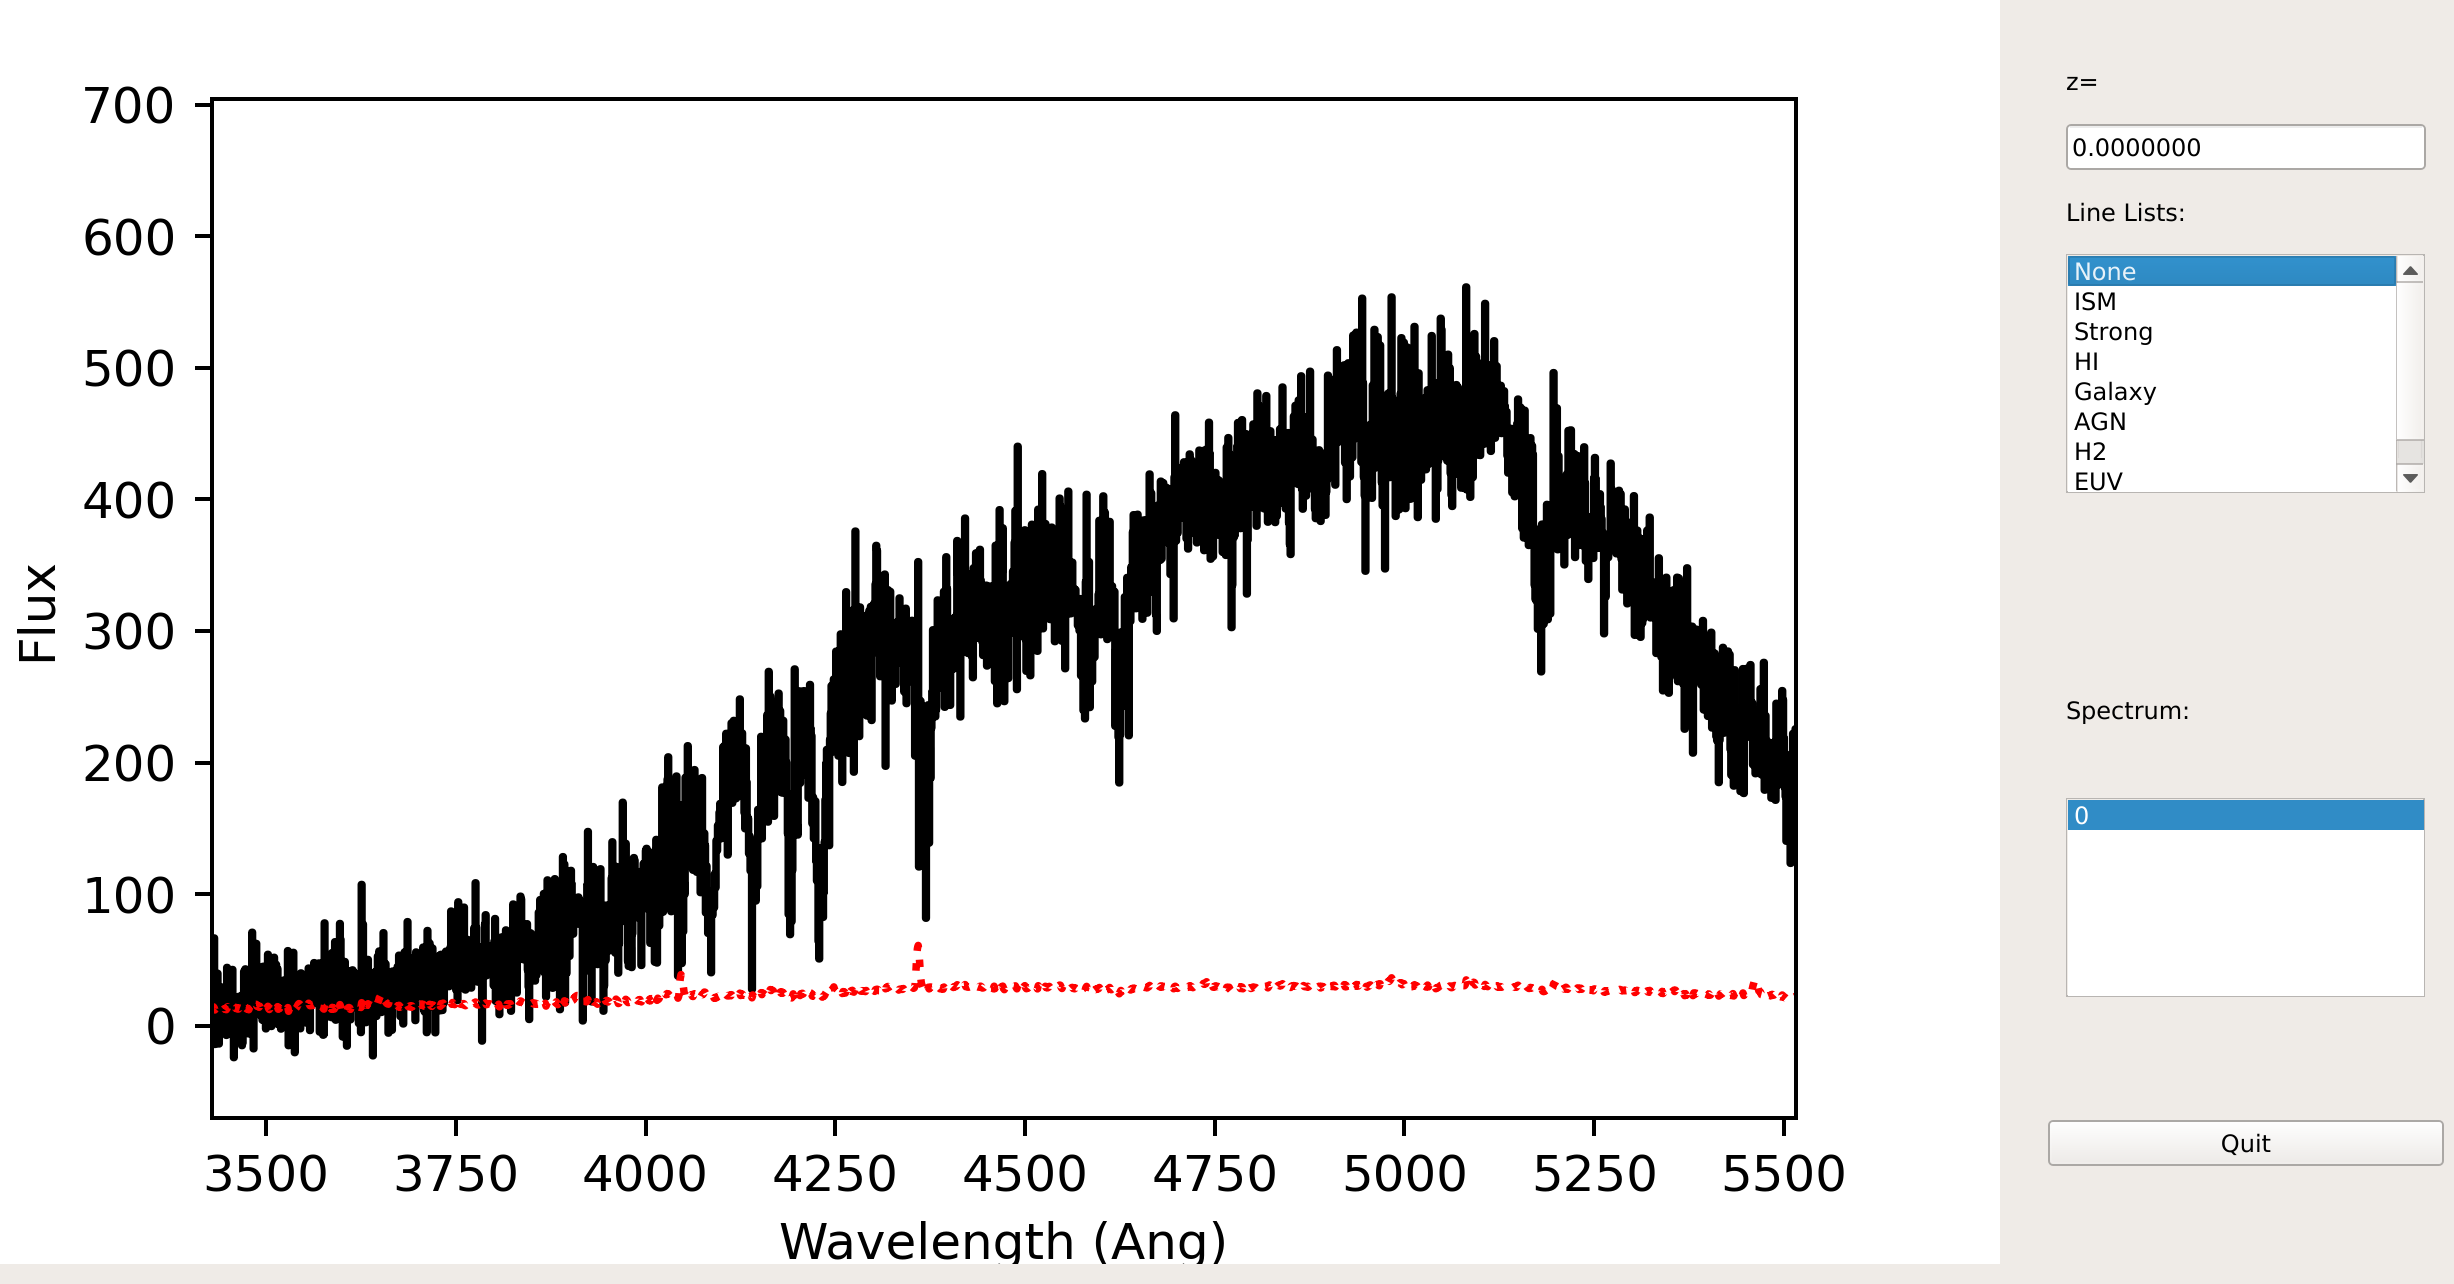 700
600
500
400
300
200
100
0
Flux
3500 3750 4000 4250 4500 4750 5000 5250 5500
Wavelength (Ang)
z=
0.0000000
Line Lists:
None
ISM
Strong
HI
Galaxy
AGN
H2
EUV
Spectrum:
0
Quit